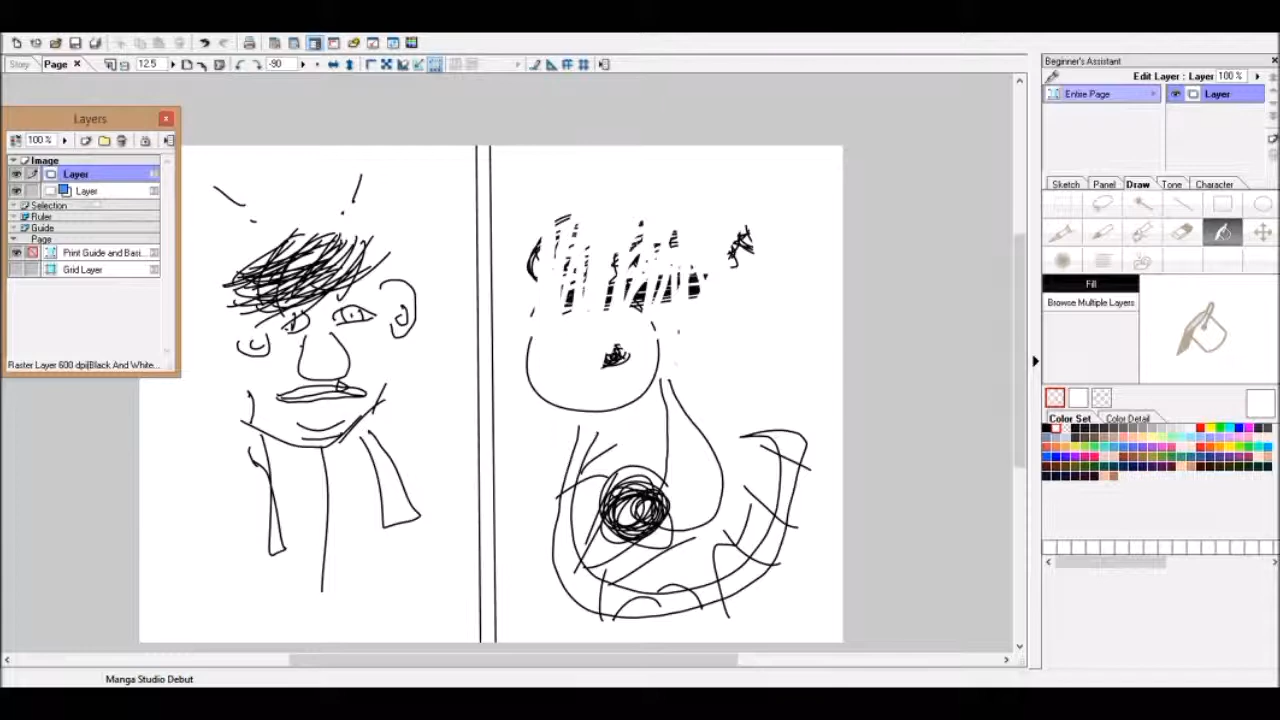 Story Page 12.5 -90
Beginner's Assistant
Edit Layer : Layer 100 %
Entire Page Layer
Layers
100 %
Image
Layer
Layer
Selection
Ruler
Guide
Page
Print Guide and Basi...
Grid Layer
Raster Layer 600 dpi(Black And White...
Sketch Panel Draw Tone Character
Fill
Browse Multiple Layers
Color Set Color Detail
Manga Studio Debut